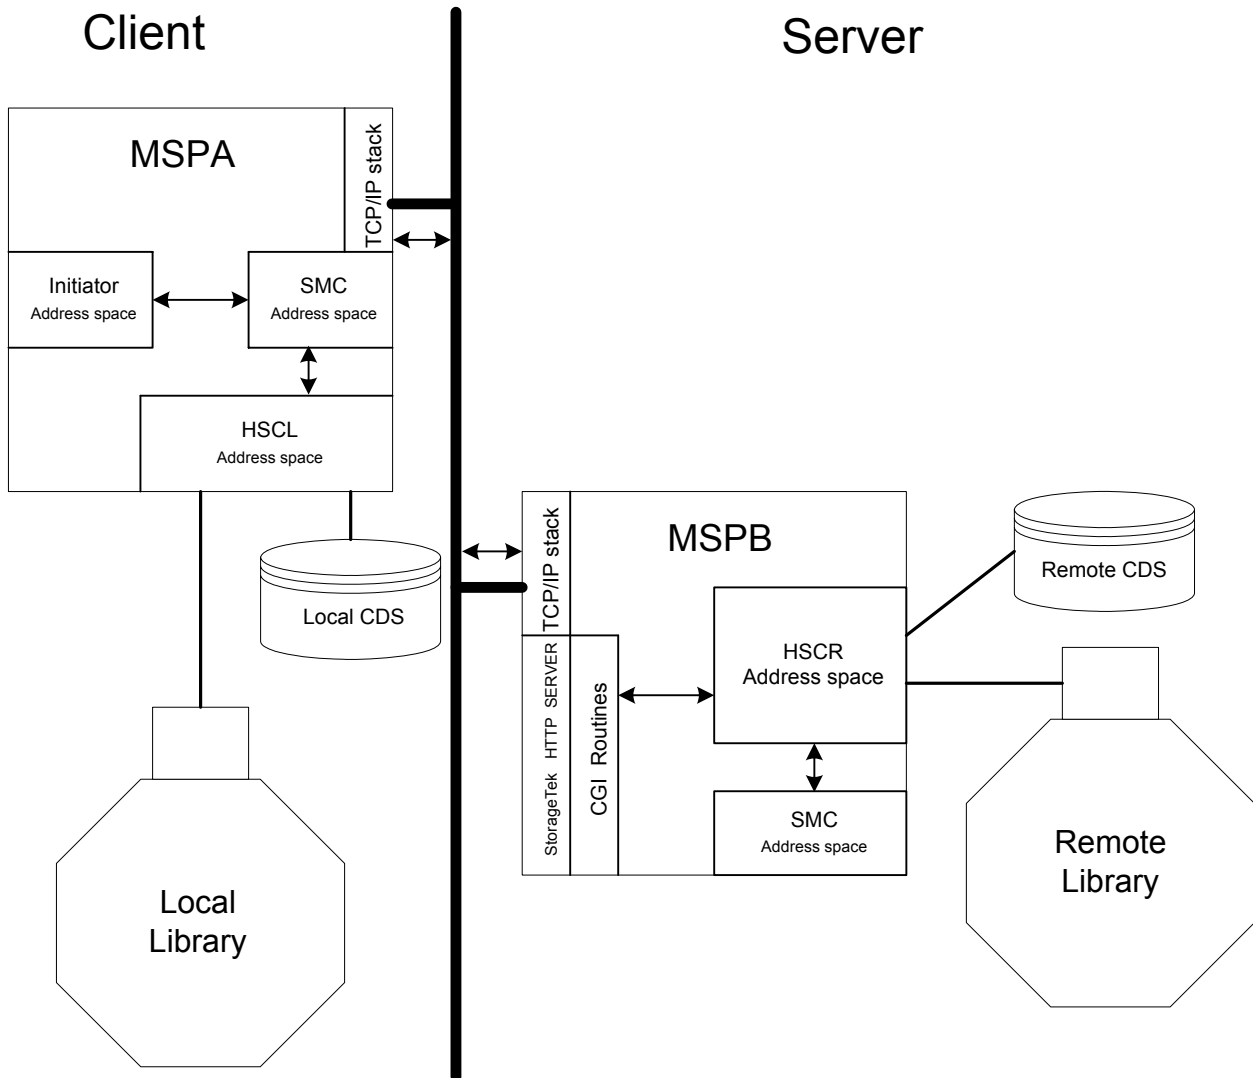 Client
Server
MSPA
TCP/IP stack
Initiator
Address space
SMC
Address space
HSCL
Address space
Local CDS
Local
Library
TCP/IP stack
MSPB
StorageTek HTTP SERVER
CGI Routines
HSCR
Address space
SMC
Address space
Remote CDS
Remote
Library